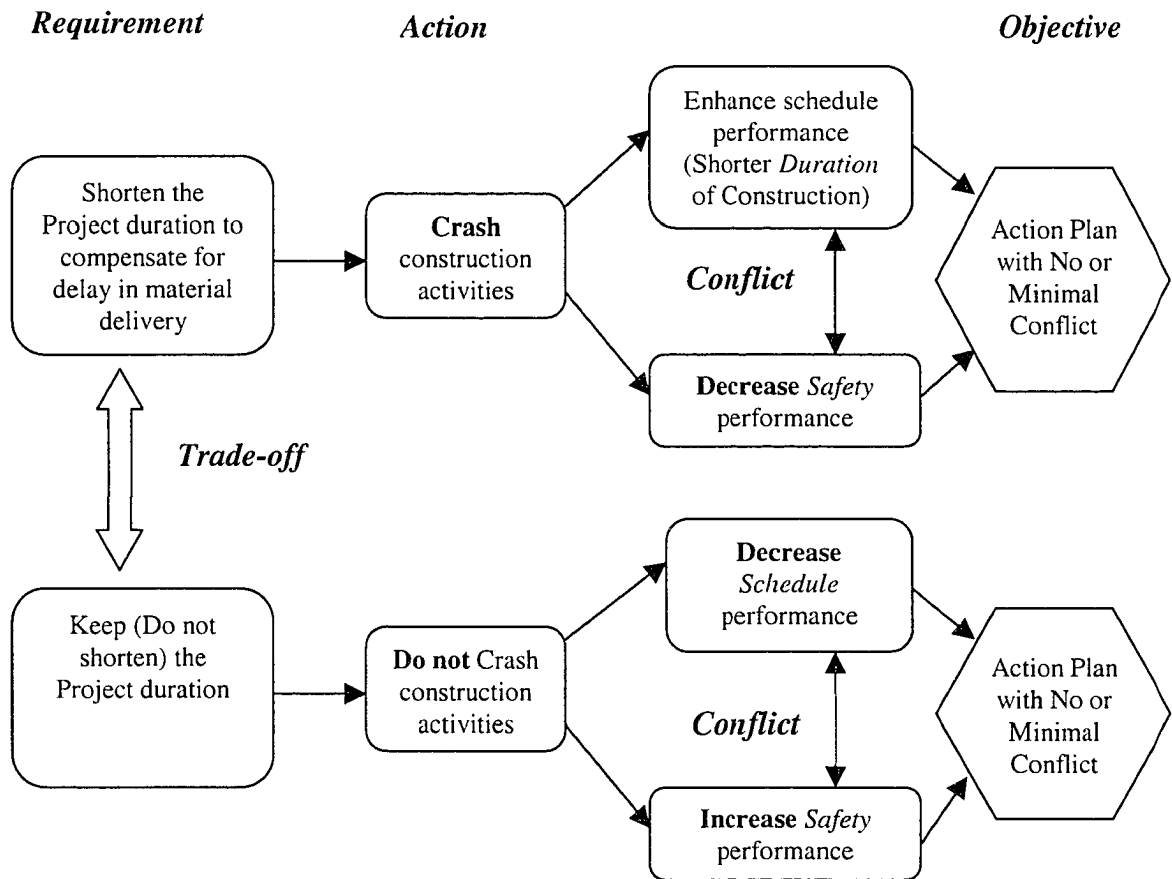 Requirement
Action
Objective
Shorten the
Project duration to
compensate for
delay in material
delivery
Crash
construction
activities
Enhance schedule
performance
(Shorter Duration
of Construction)
Conflict
Decrease Safety
performance
Action Plan
with No or
Minimal
Conflict
Trade-off
Keep (Do not
shorten) the
Project duration
Do not Crash
construction
activities
Decrease
Schedule
performance
Conflict
Increase Safety
performance
Action Plan
with No or
Minimal
Conflict